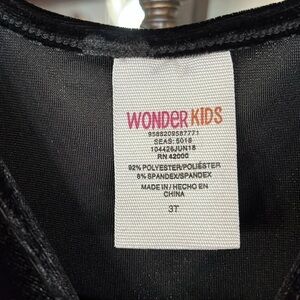 WONDER KIDS
9588209587771
SEAS: 5018
104426JUN18
RN 42000
92% POLYESTER/POLIÉSTER
8% SPANDEX/SPANDEX
MADE IN / HECHO EN
CHINA
3T